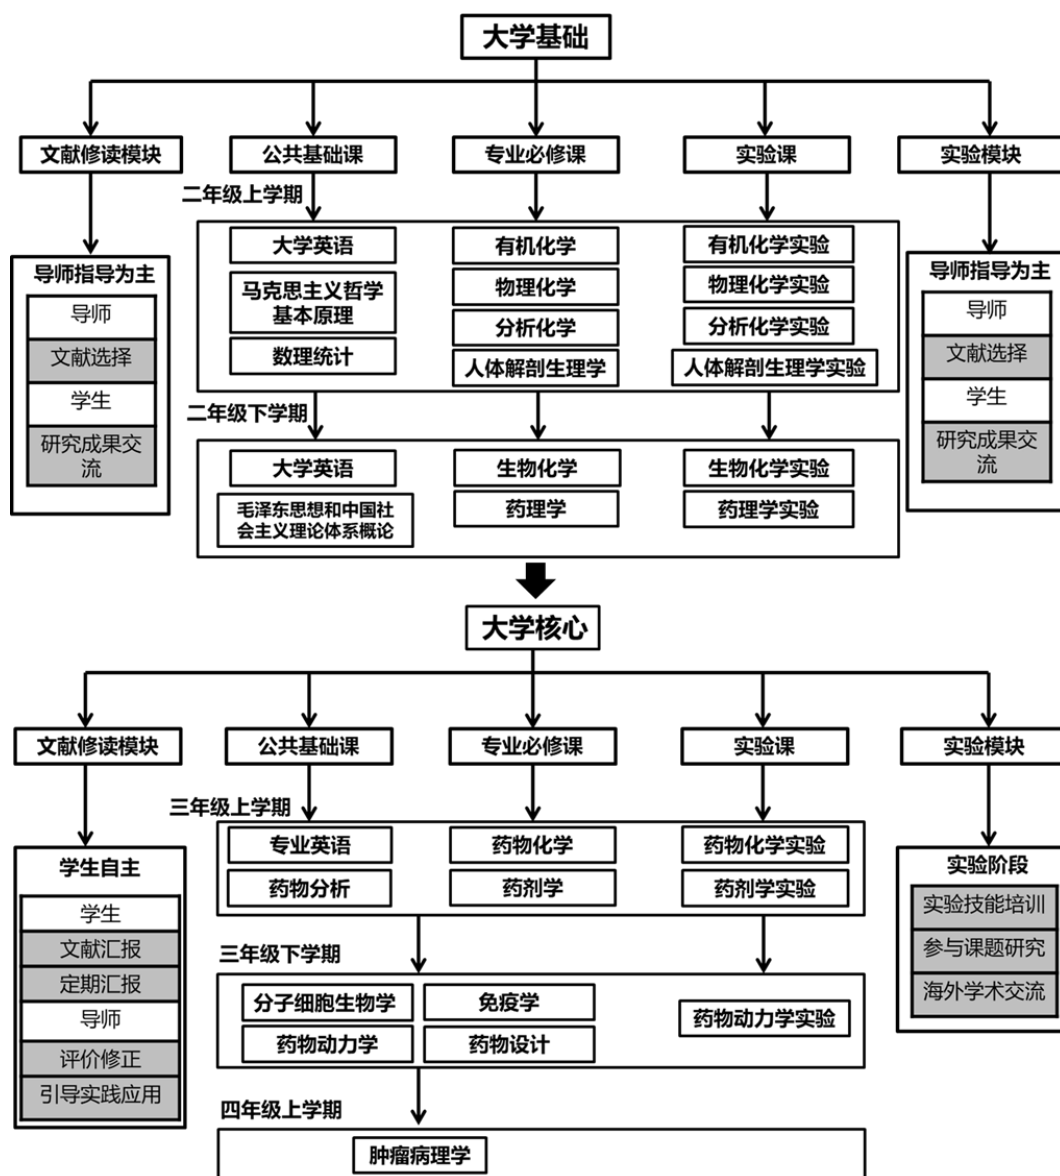 大学基础
文献修读模块
公共基础课
专业必修课
实验课
实验模块
二年级上学期
导师指导为主
导师
文献选择
学生
研究成果交
流
大学英语
马克思主义哲学
基本原理
数理统计
有机化学
物理化学
分析化学
人体解剖生理学
有机化学实验
物理化学实验
分析化学实验
人体解剖生理学实验
导师指导为主
导师
文献选择
学生
研究成果交
流
二年级下学期
大学英语
毛泽东思想和中国社
会主义理论体系概论
生物化学
药理学
生物化学实验
药理学实验
大学核心
文献修读模块
公共基础课
专业必修课
实验课
实验模块
三年级上学期
学生自主
学生
文献汇报
定期汇报
导师
评价修正
引导实践应用
专业英语
药物分析
药物化学
药剂学
药物化学实验
药剂学实验
实验阶段
实验技能培训
参与课题研究
海外学术交流
三年级下学期
分子细胞生物学
免疫学
药物动力学
药物设计
药物动力学实验
四年级上学期
肿瘤病理学